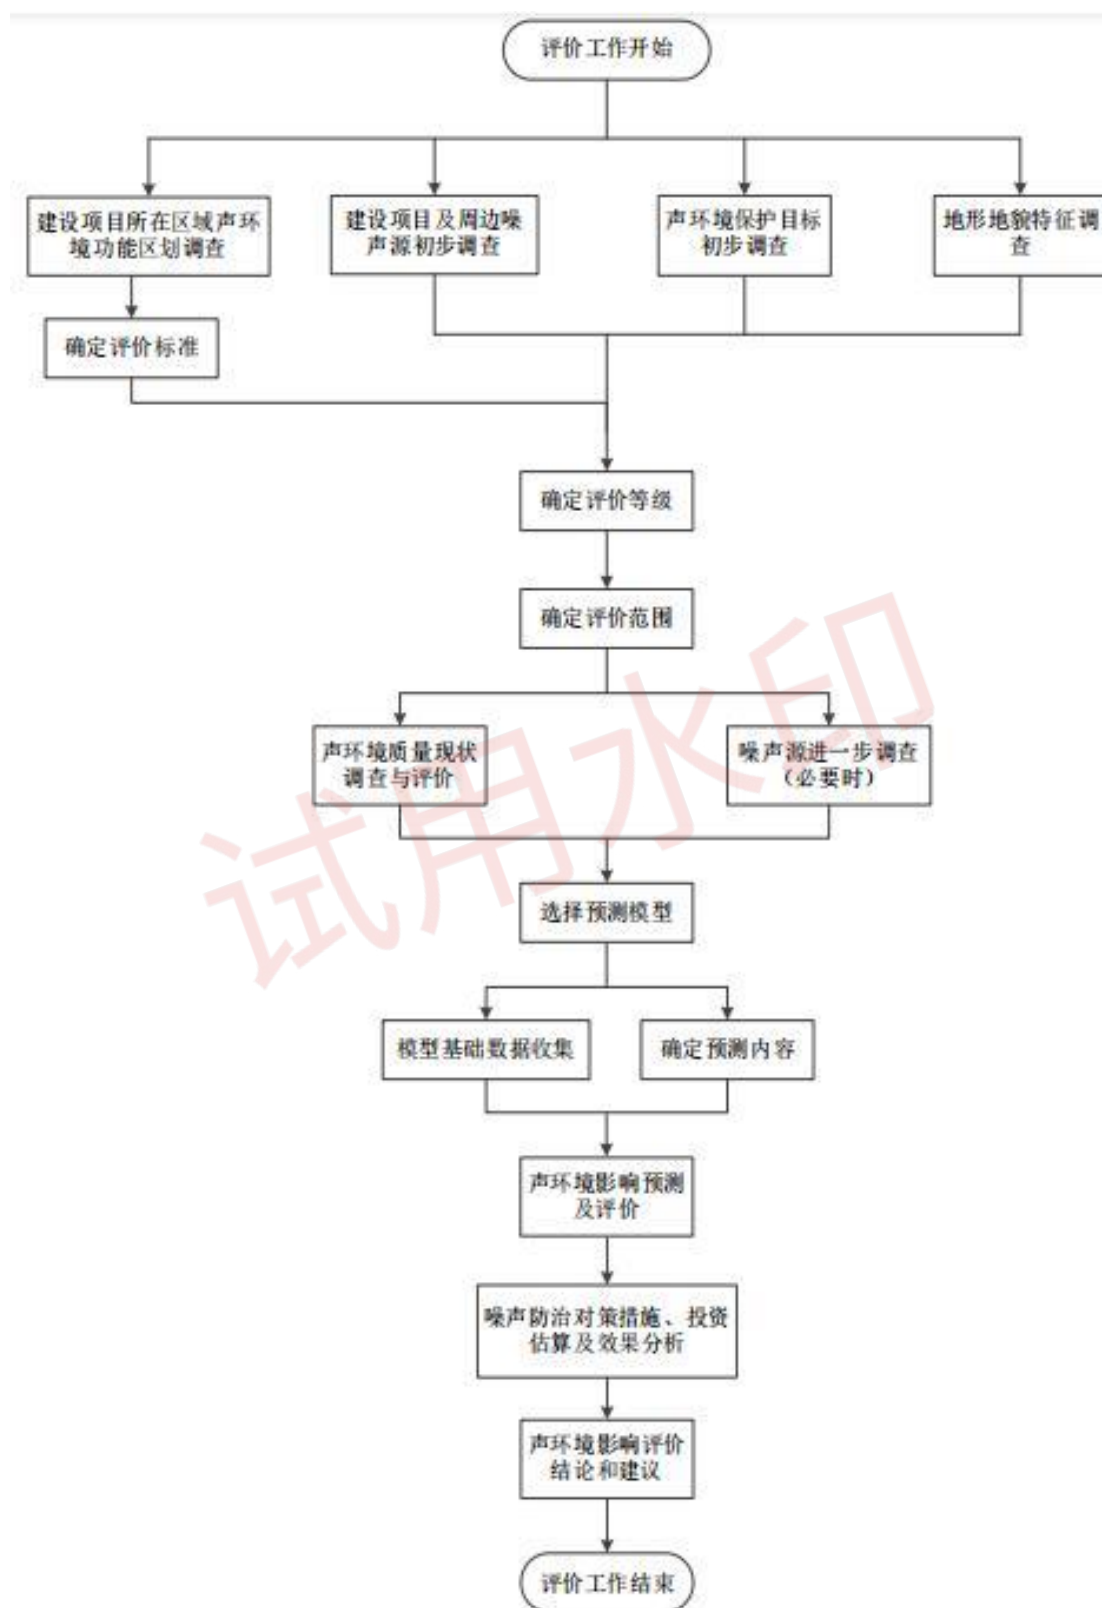 评价工作开始
建设项目所在区域声环
境功能区划调查
建设项目及周边噪
声源初步调查
声环境保护目标
初步调查
地形地貌特征调
查
确定评价标准
确定评价等级
确定评价范围
声环境质量现状
调查与评价
噪声源进一步调查
（必要时）
选择预测模型
模型基础数据收集
确定预测内容
声环境影响预测
及评价
噪声防治对策措施、投资
估算及效果分析
声环境影响评价
结论和建议
评价工作结束
试用水印